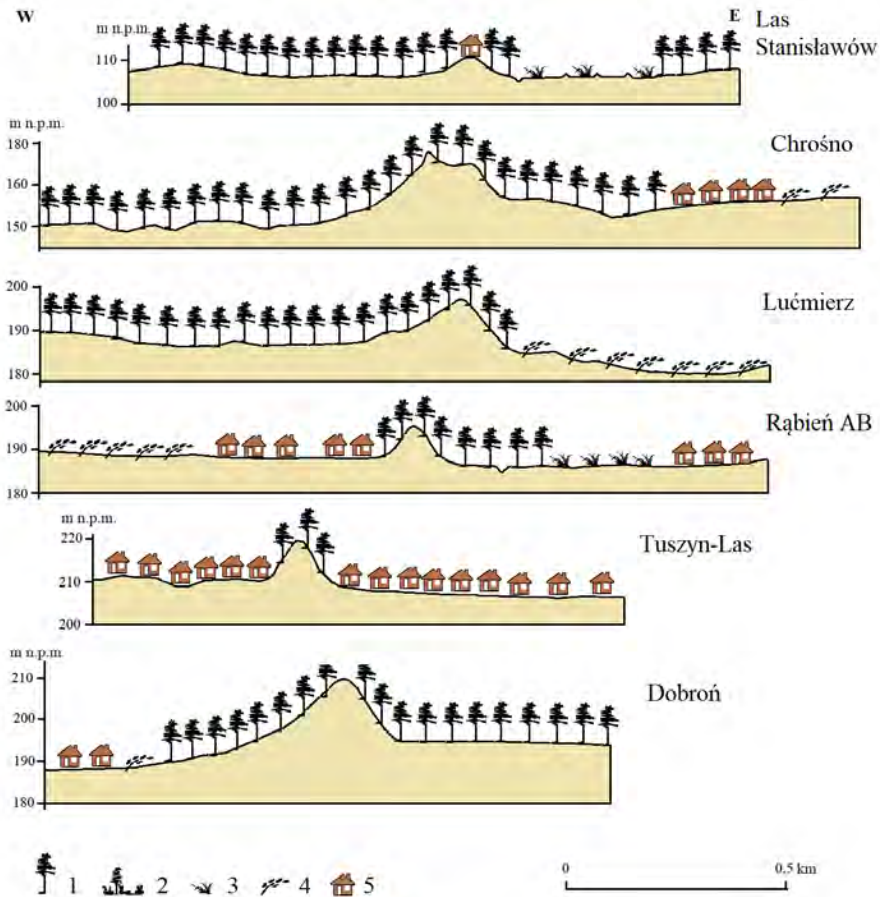 W
E
Las
Stanisławów
m n.p.m.
110
100
m n.p.m.
Chrośno
180
160
150
Lućmierz
200
190
180
Rąbień AB
200
190
180
m n.p.m.
Tuszyn-Las
220
210
200
m n.p.m.
Dobroń
210
200
190
180
1 2 3 4 5
0 0,5 km